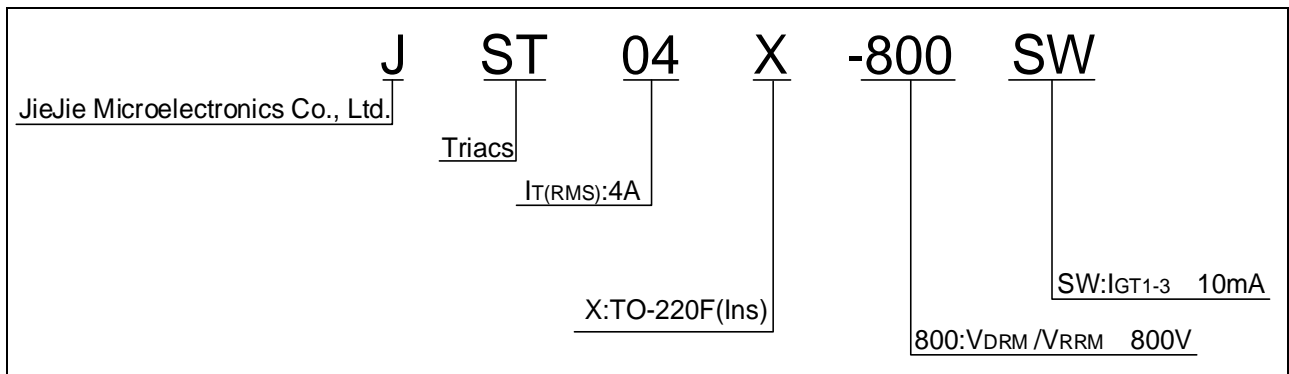 J ST 04 X -800 SW
JieJie Microelectronics Co., Ltd.
Triacs
IT(RMS):4A
SW:IGT1-3 10mA
X:TO-220F(Ins)
800:VDRM /VRRM 800V